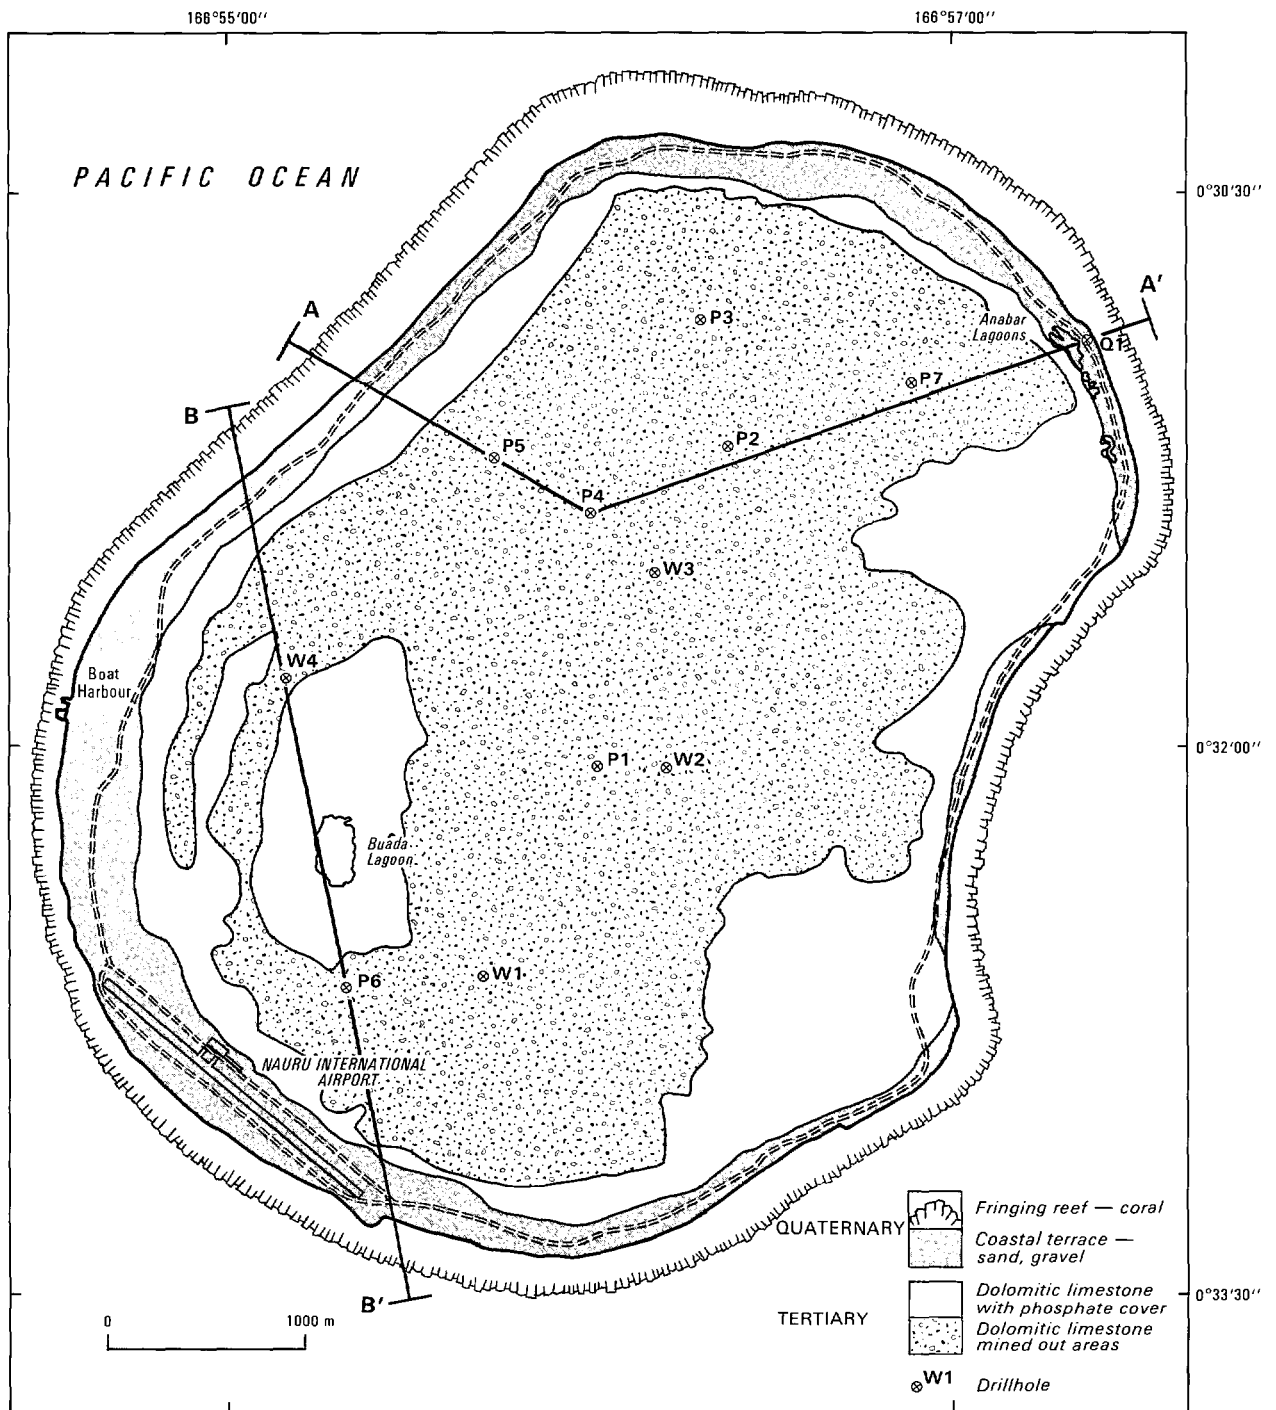 166°55'00''
166°57'00''
PACIFIC OCEAN
0°30'30''
A
A'
P3
Anabar
Lagoons
Q1
P7
B
P5
P2
P4
W3
W4
Boat
Harbour
0°32'00''
P1
W2
Buada
Lagoon
P6
W1
NAURU INTERNATIONAL
AIRPORT
B'
0
1000 m
QUATERNARY
Fringing reef — coral
Coastal terrace —
sand, gravel
TERTIARY
Dolomitic limestone
with phosphate cover
Dolomitic limestone
mined out areas
W1
Drillhole
0°33'30''